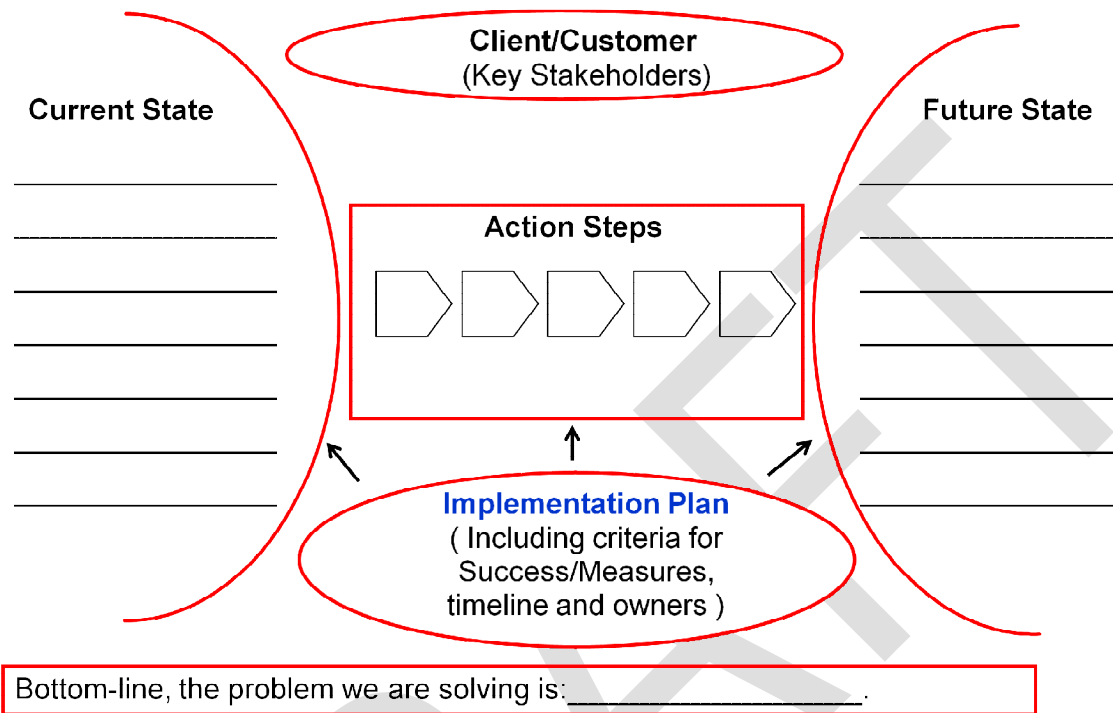 Client/Customer
(Key Stakeholders)
Current State
Future State
Action Steps
Implementation Plan
( Including criteria for
Success/Measures,
timeline and owners )
Bottom-line, the problem we are solving is:____________________.